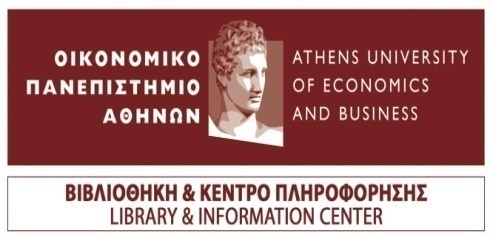 ΟΙΚΟΝΟΜΙΚΟ
ΠΑΝΕΠΙΣΤΗΜΙΟ
ΑΘΗΝΩΝ
ATHENS UNIVERSITY
OF ECONOMICS
AND BUSINESS
ΒΙΒΛΙΟΘΗΚΗ & ΚΕΝΤΡΟ ΠΛΗΡΟΦΟΡΗΣΗΣ
LIBRARY & INFORMATION CENTER